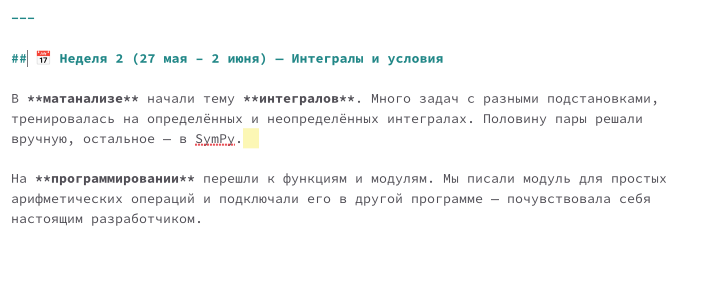 ---
## 📅 Неделя 2 (27 мая – 2 июня) — Интегралы и условия
В **матанализе** начали тему **интегралов**. Много задач с разными подстановками,
тренировалась на определённых и неопределённых интегралах. Половину пары решали
вручную, остальное — в SymPy.
На **программировании** перешли к функциям и модулям. Мы писали модуль для простых
арифметических операций и подключали его в другой программе — почувствовала себя
настоящим разработчиком.